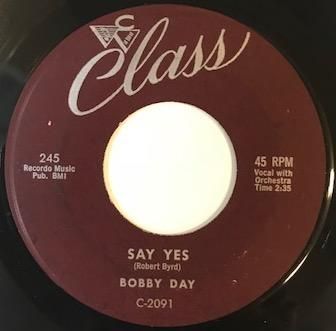 Class
245
Recordo Music
Pub. BMI
45 RPM
Vocal with
Orchestra
Time 2:35
SAY YES
(Robert Byrd)
BOBBY DAY
C-2091